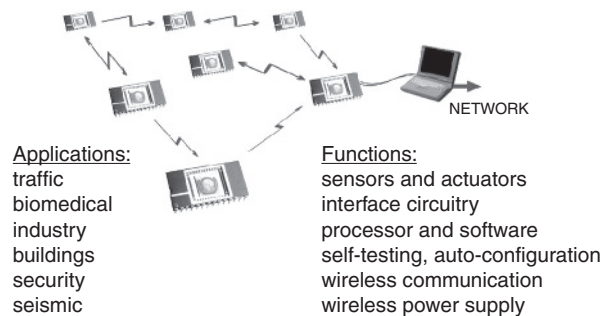 NETWORK
Applications:
traffic
biomedical
industry
buildings
security
seismic
Functions:
sensors and actuators
interface circuitry
processor and software
self-testing, auto-configuration
wireless communication
wireless power supply